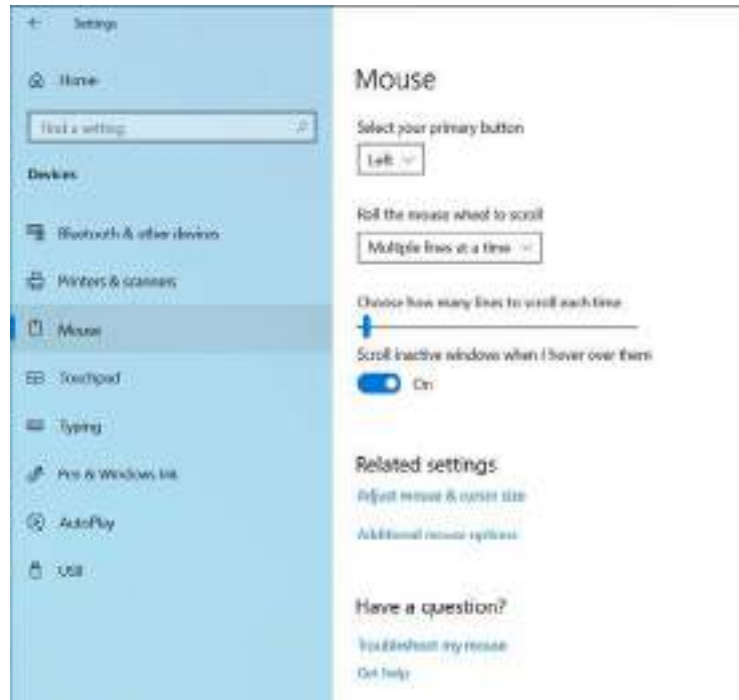 Settings
Home
Find a setting
Devices
Bluetooth & other devices
Printers & scanners
Mouse
Touchpad
Typing
Pen & Windows Ink
AutoPlay
USB
Mouse
Select your primary button
Left
Roll the mouse wheel to scroll
Multiple lines at a time
Choose how many lines to scroll each time
Scroll inactive windows when I hover over them
On
Related settings
Adjust mouse & cursor size
Additional mouse options
Have a question?
Troubleshoot my mouse
Get help